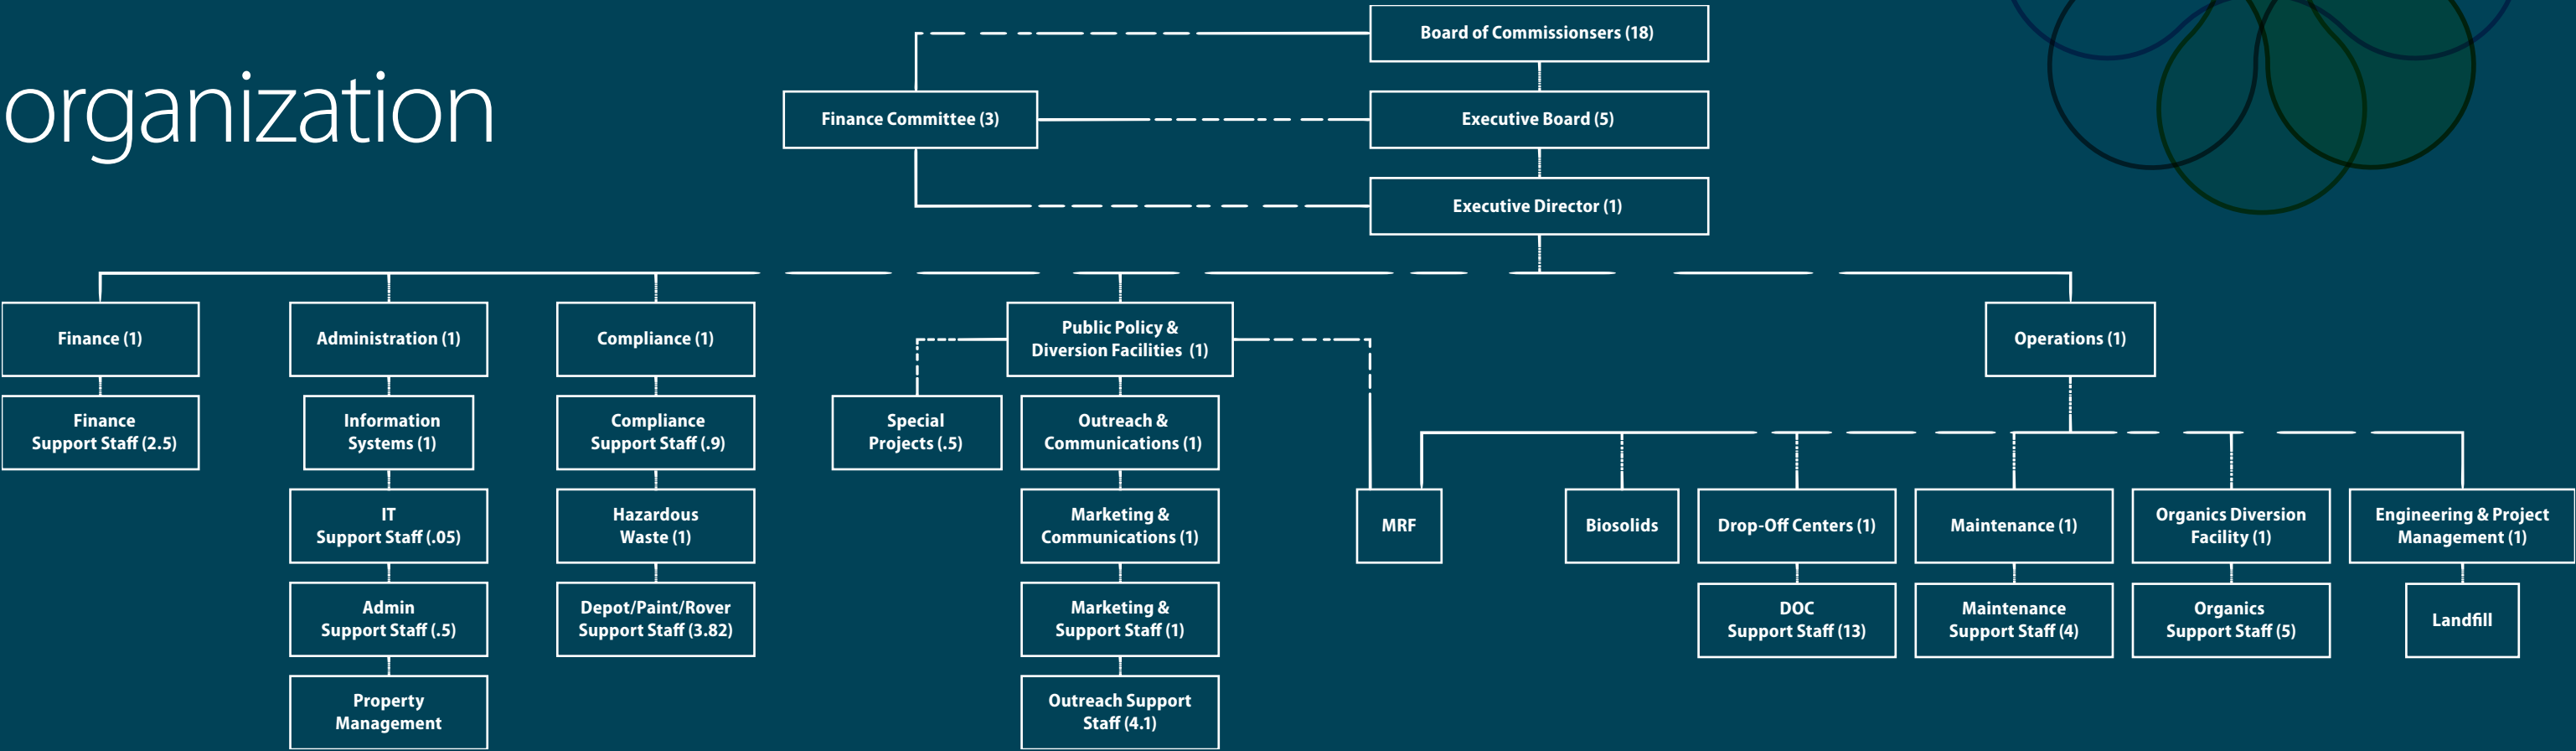 organization
Board of Commissionsers (18)
Finance Committee (3)
Executive Board (5)
Executive Director (1)
Finance (1)
Administration (1)
Compliance (1)
Public Policy &
Diversion Facilities (1)
Operations (1)
Finance
Support Staff (2.5)
Information
Systems (1)
Compliance
Support Staff (.9)
Special
Projects (.5)
Outreach &
Communications (1)
IT
Support Staff (.05)
Hazardous
Waste (1)
Marketing &
Communications (1)
MRF
Biosolids
Drop-Off Centers (1)
Maintenance (1)
Organics Diversion
Facility (1)
Engineering & Project
Management (1)
Admin
Support Staff (.5)
Depot/Paint/Rover
Support Staff (3.82)
Marketing &
Support Staff (1)
DOC
Support Staff (13)
Maintenance
Support Staff (4)
Organics
Support Staff (5)
Landfill
Property
Management
Outreach Support
Staff (4.1)